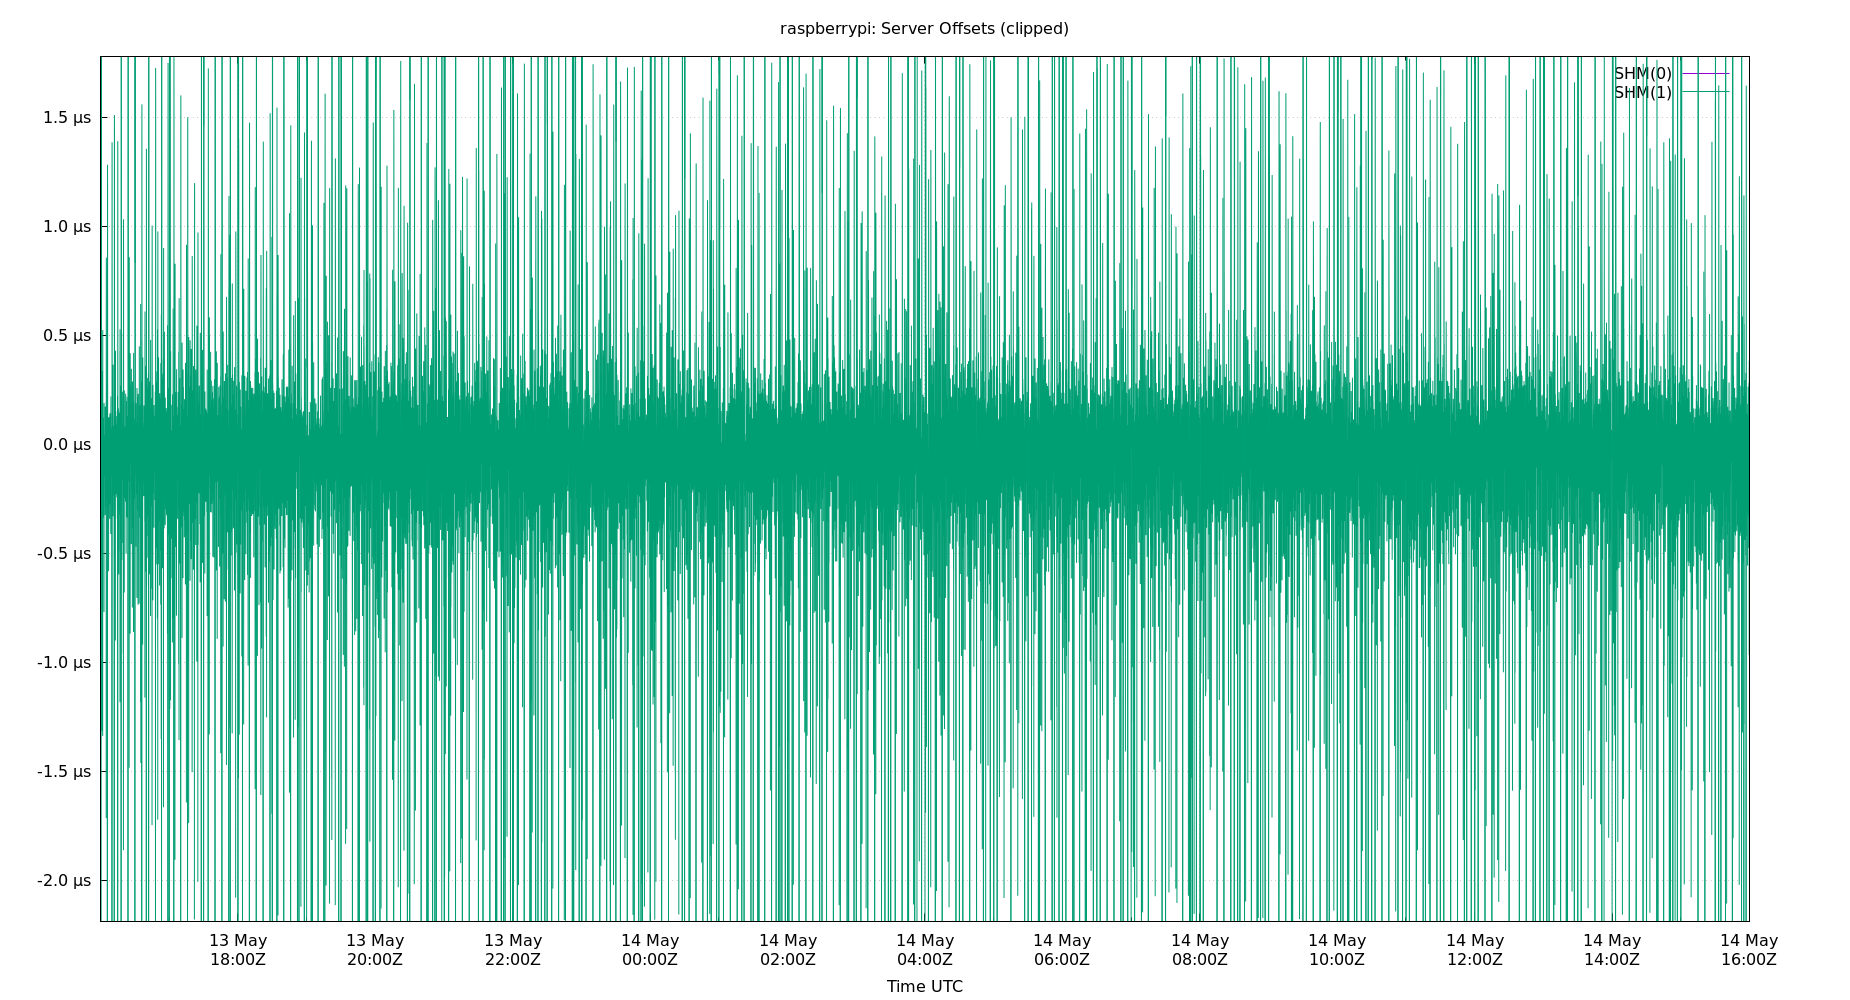 raspberrypi: Server Offsets (clipped)
SHM(0)
SHM(1)
1.5 µs
1.0 µs
0.5 µs
0.0 µs
-0.5 µs
-1.0 µs
-1.5 µs
-2.0 µs
13 May 13 May 13 May 14 May 14 May 14 May 14 May 14 May 14 May 14 May 14 May 14 May
18:00Z 20:00Z 22:00Z 00:00Z 02:00Z 04:00Z 06:00Z 08:00Z 10:00Z 12:00Z 14:00Z 16:00Z
Time UTC